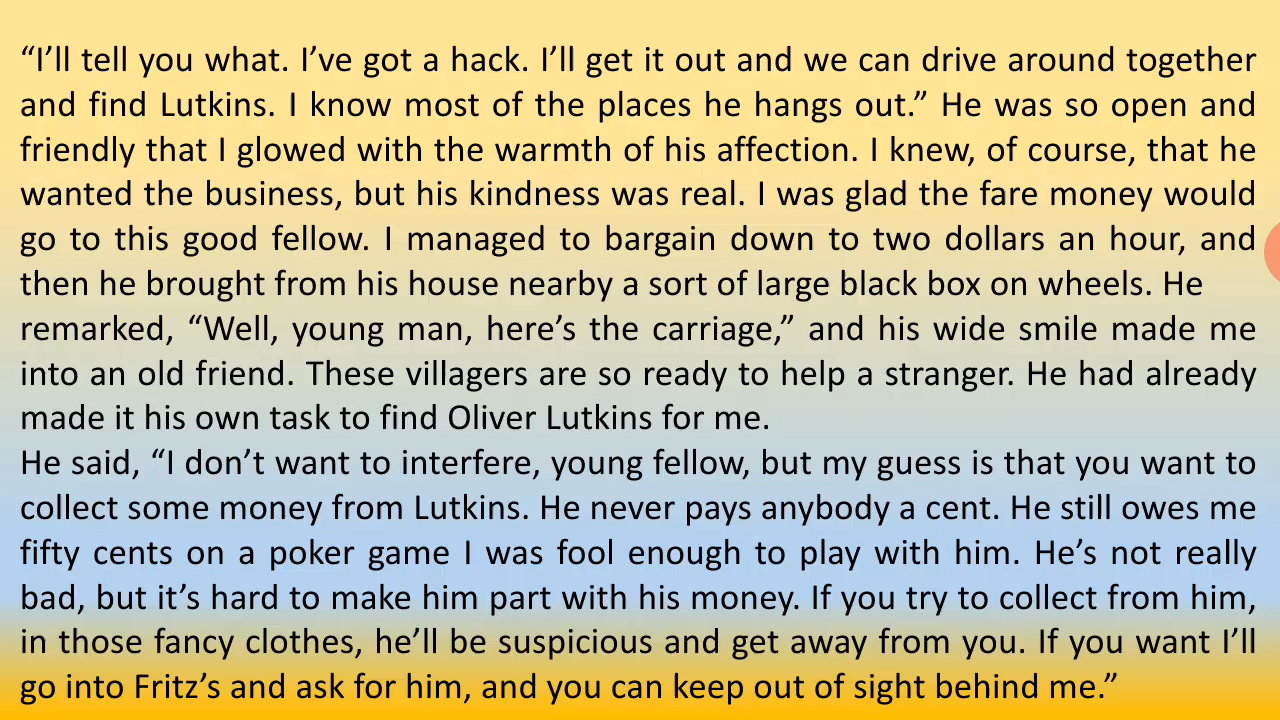 “I’ll tell you what. I’ve got a hack. I’ll get it out and we can drive around together
and find Lutkins. I know most of the places he hangs out.” He was so open and
friendly that I glowed with the warmth of his affection. I knew, of course, that he
wanted the business, but his kindness was real. I was glad the fare money would
go to this good fellow. I managed to bargain down to two dollars an hour, and
then he brought from his house nearby a sort of large black box on wheels. He
remarked, “Well, young man, here’s the carriage,” and his wide smile made me
into an old friend. These villagers are so ready to help a stranger. He had already
made it his own task to find Oliver Lutkins for me.
He said, “I don’t want to interfere, young fellow, but my guess is that you want to
collect some money from Lutkins. He never pays anybody a cent. He still owes me
fifty cents on a poker game I was fool enough to play with him. He’s not really
bad, but it’s hard to make him part with his money. If you try to collect from him,
in those fancy clothes, he’ll be suspicious and get away from you. If you want I’ll
go into Fritz’s and ask for him, and you can keep out of sight behind me.”